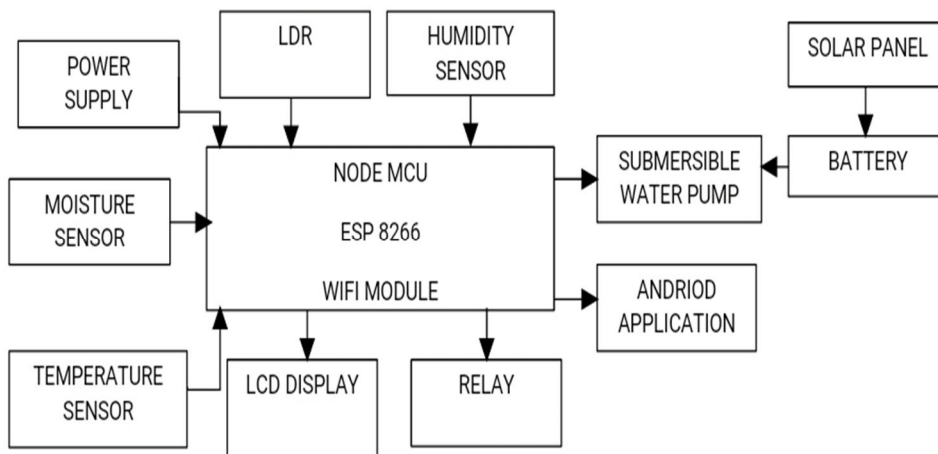 LDR
HUMIDITY
SENSOR
SOLAR PANEL
POWER
SUPPLY
NODE MCU
ESP 8266
WIFI MODULE
SUBMERSIBLE
WATER PUMP
BATTERY
MOISTURE
SENSOR
ANDRIOD
APPLICATION
TEMPERATURE
SENSOR
LCD DISPLAY
RELAY